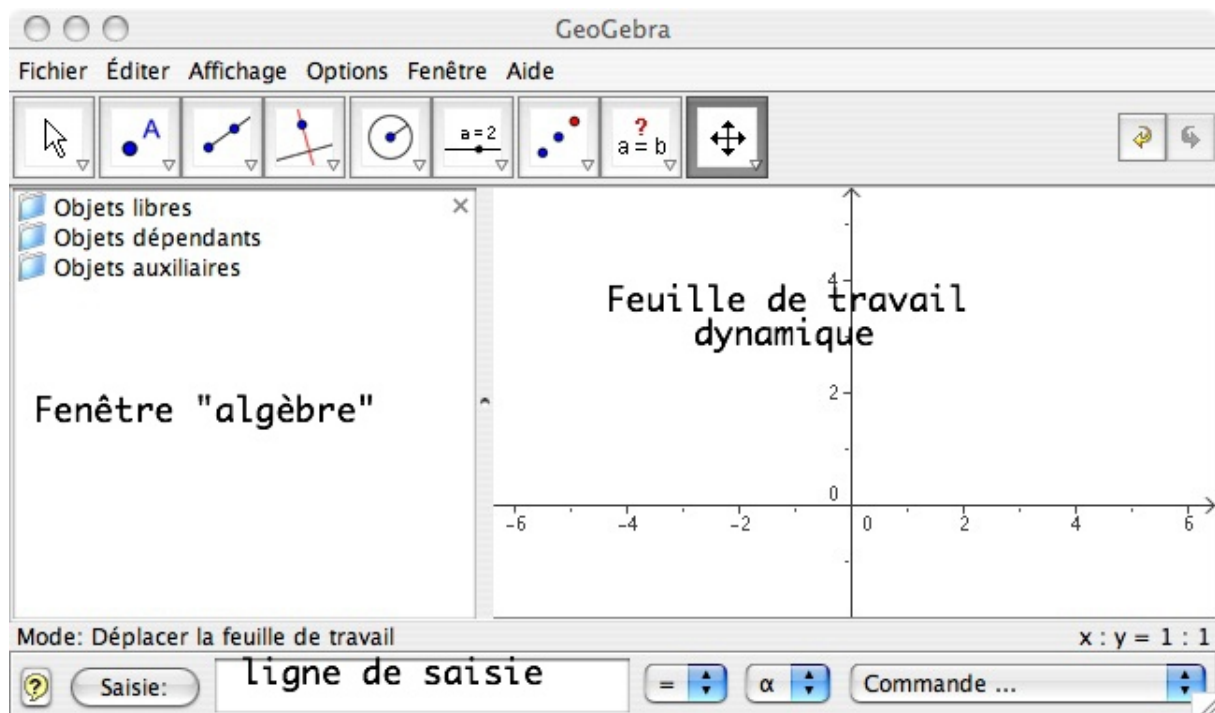 GeoGebra
Fichier Éditer Affichage Options Fenêtre Aide
A a = 2 ? a = b
Objets libres
Objets dépendants
Objets auxiliaires
Fenêtre "algèbre"
Feuille de travail
dynamique
4
2
0
-6 -4 -2 0 2 4 6
Mode: Déplacer la feuille de travail x : y = 1 : 1
? Saisie: ligne de saisie = α Commande ...